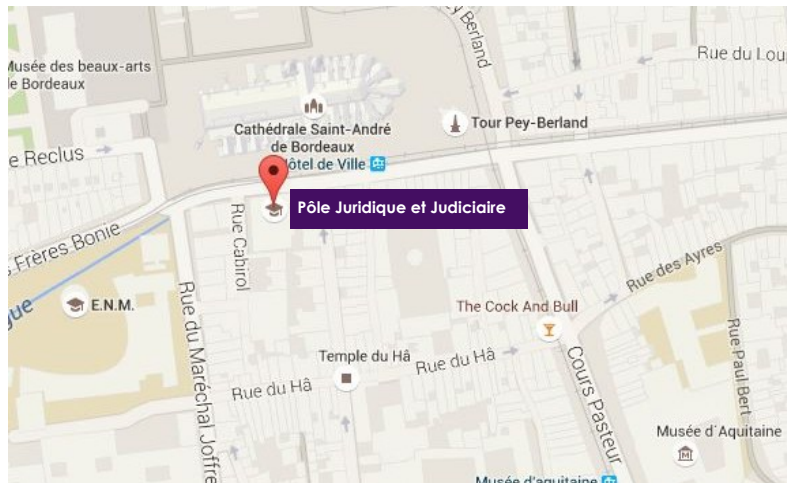 y Berland
Rue du Lou
Musée des beaux-arts
le Bordeaux
Tour Pey-Berland
Cathédrale Saint-André
de Bordeaux
ôtel de Ville
e Reclus
Pôle Juridique et Judiciaire
Rue Cabirol
s Frères Bonie
Rue des Ayres
gue
E.N.M.
Rue du Maréchal Joffre
The Cock And Bull
Temple du Hâ
Rue du Hâ
Rue du Hâ
Cours Pasteur
Rue Paul Bert
Musée d'Aquitaine
Musée d'aquitaine